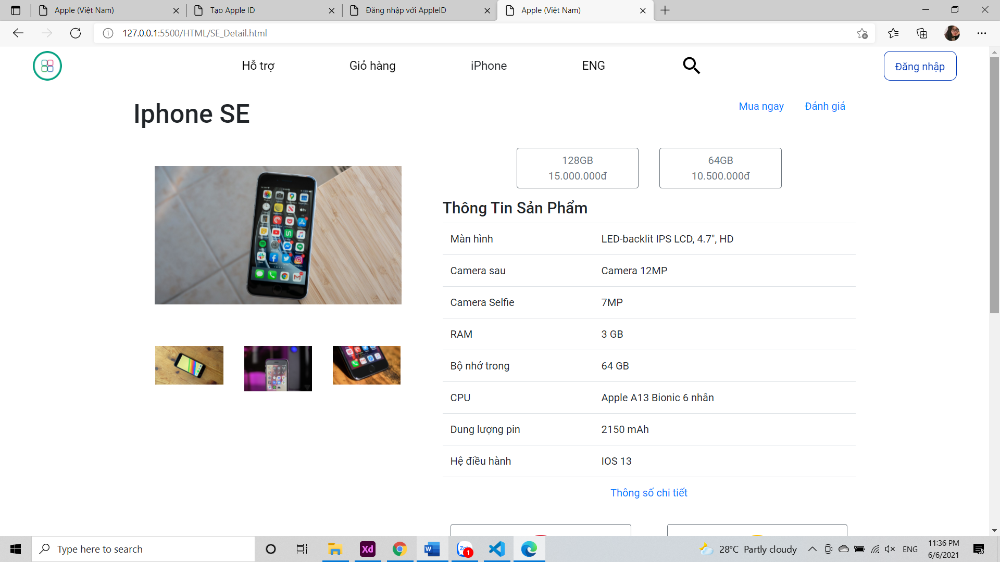 Apple (Việt Nam)
Tạo Apple ID
Đăng nhập với AppleID
Apple (Việt Nam)
127.0.0.1:5500/HTML/SE_Detail.html
Hỗ trợ
Giỏ hàng
iPhone
ENG
Đăng nhập
Iphone SE
Mua ngay
Đánh giá
128GB
15.000.000đ
64GB
10.500.000đ
Thông Tin Sản Phẩm
Màn hình
LED-backlit IPS LCD, 4.7", HD
Camera sau
Camera 12MP
Camera Selfie
7MP
RAM
3 GB
Bộ nhớ trong
64 GB
CPU
Apple A13 Bionic 6 nhân
Dung lượng pin
2150 mAh
Hệ điều hành
IOS 13
Thông số chi tiết
Type here to search
Xd
1
28°C Partly cloudy
ENG
11:36 PM
6/6/2021